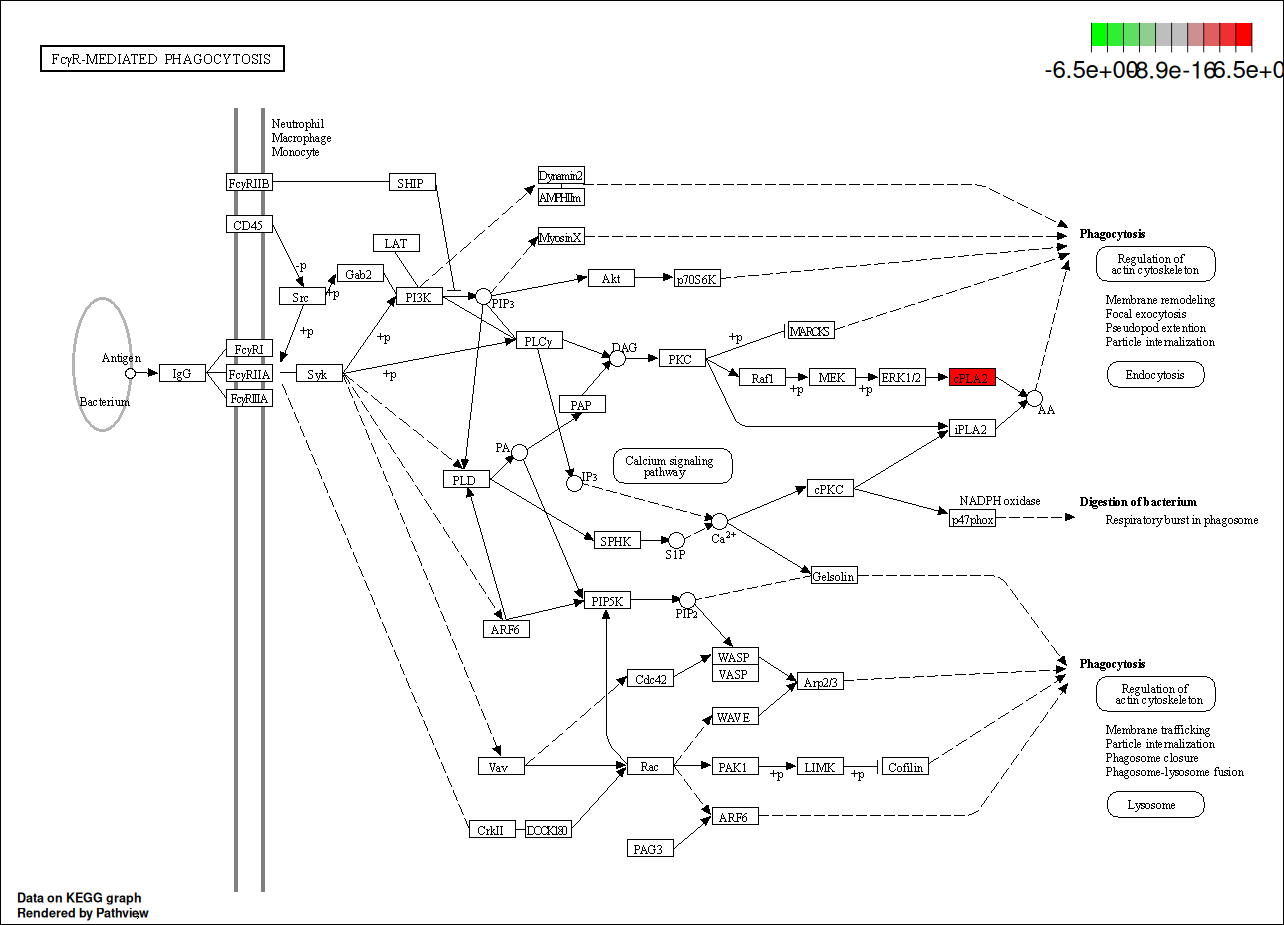 FcγR-MEDIATED PHAGOCYTOSIS
-6.5e+00
-8.9e-16
6.5e+0
Neutrophil
Macrophage
Monocyte
FcγRIIB
SHIP
Dynamin2
AMPHIIm
CD45
LAT
MyosinX
Phagocytosis
Regulation of
actin cytoskeleton
-p
Gab2
Akt
p70S6K
Src
+p
PI3K
PIP3
Membrane remodeling
Focal exocytosis
Pseudopod extention
Particle internalization
+p
+p
PLCγ
DAG
+p
MARCKS
Antigen
IgG
FcγRI
FcγRIIA
FcγRIIIA
Syk
+p
PKC
Raf1
+p
MEK
+p
ERK1/2
cPLA2
Endocytosis
Bacterium
PAP
AA
iPLA2
PA
PLD
IP3
Calcium signaling
pathway
cPKC
NADPH oxidase
p47phox
Digestion of bacterium
Respiratory burst in phagosome
SPHK
S1P
Ca2+
Gelsolin
PIP5K
PIP2
ARF6
WASP
VASP
Cdc42
Arp2/3
Phagocytosis
Regulation of
actin cytoskeleton
WAVE
Membrane trafficking
Particle internalization
Phagosome closure
Phagosome-lysosome fusion
Vav
Rac
PAK1
+p
LIMK
+p
Cofilin
Lysosome
CrkII
DOCK180
ARF6
PAG3
Data on KEGG graph
Rendered by Pathview